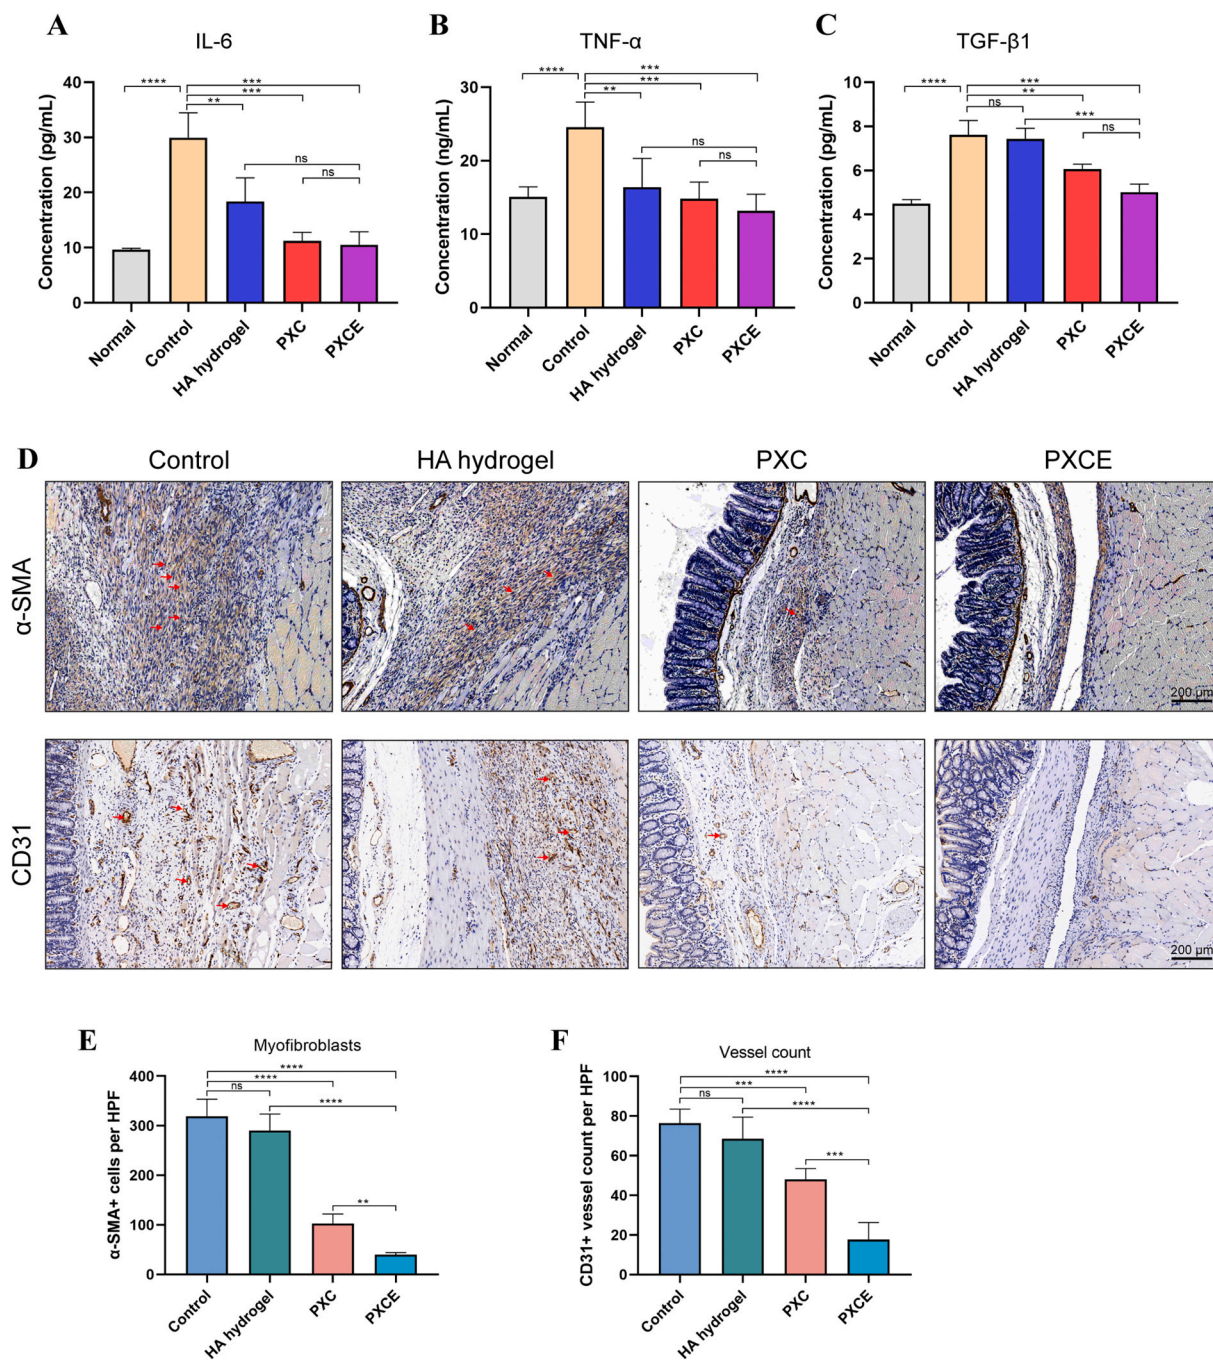 A
IL-6
Concentration (pg/mL)
40
30
20
10
0
****
***
***
**
ns
ns
Normal
Control
HA hydrogel
PXC
PXCE
B
TNF-α
Concentration (ng/mL)
30
20
10
0
****
***
***
**
ns
ns
Normal
Control
HA hydrogel
PXC
PXCE
C
TGF-β1
Concentration (pg/mL)
10
8
6
4
2
0
****
***
**
ns
***
ns
Normal
Control
HA hydrogel
PXC
PXCE
D
Control
HA hydrogel
PXC
PXCE
α-SMA
200 μm
CD31
200 μm
E
Myofibroblasts
α-SMA+ cells per HPF
400
300
200
100
0
****
****
ns
****
**
Control
HA hydrogel
PXC
PXCE
F
Vessel count
CD31+ vessel count per HPF
100
80
60
40
20
0
****
***
ns
****
***
Control
HA hydrogel
PXC
PXCE